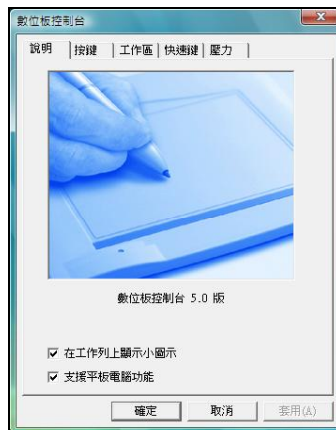 數位板控制台
說明 按鍵 工作區 快速鍵 壓力
數位板控制台 5.0 版
在工作列上顯示小圖示
支援平板電腦功能
確定 取消 套用(A)